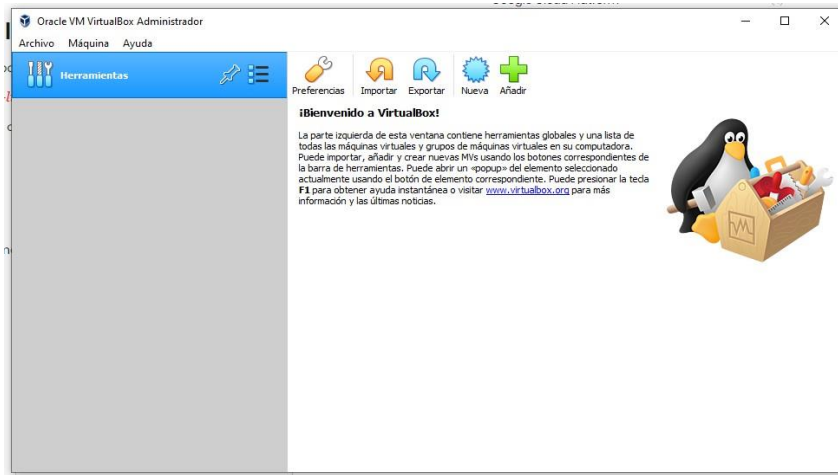 Oracle VM VirtualBox Administrador
Archivo Máquina Ayuda
Herramientas
Preferencias Importar Exportar Nueva Añadir
¡Bienvenido a VirtualBox!
La parte izquierda de esta ventana contiene herramientas globales y una lista de
todas las máquinas virtuales y grupos de máquinas virtuales en su computadora.
Puede importar, añadir y crear nuevas MVs usando los botones correspondientes de
la barra de herramientas. Puede abrir un «popup» del elemento seleccionado
actualmente usando el botón de elemento correspondiente. Puede presionar la tecla
F1 para obtener ayuda instantánea o visitar www.virtualbox.org para más
información y las últimas noticias.